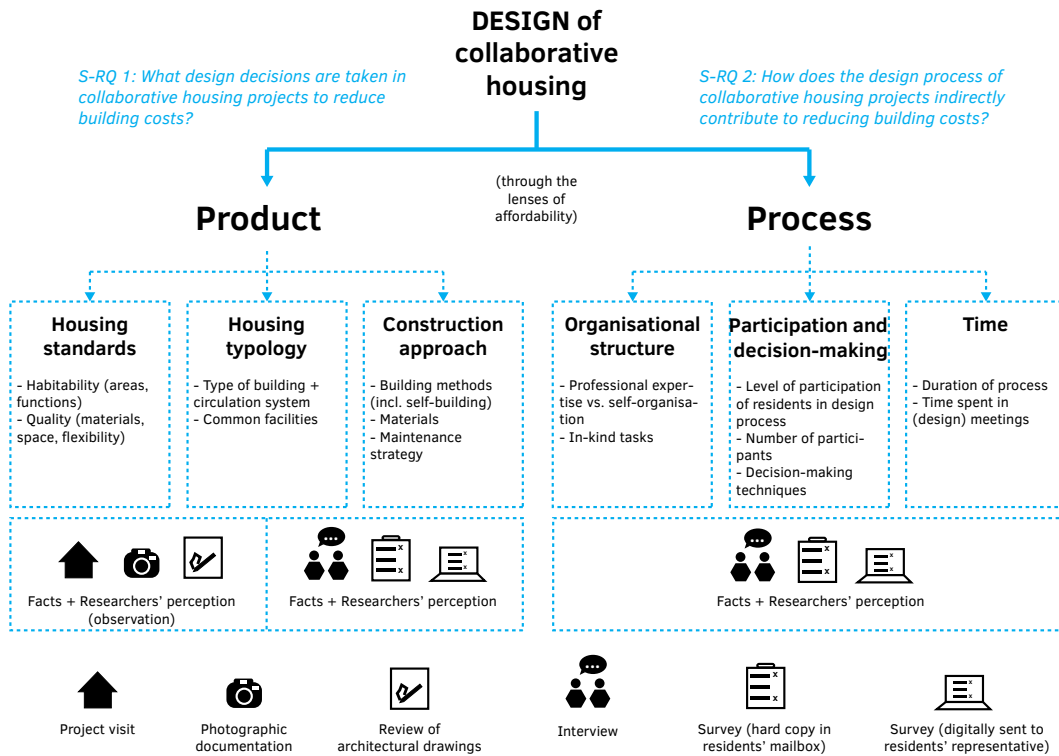 DESIGN of
collaborative
housing
S-RQ 1: What design decisions are taken in
collaborative housing projects to reduce
building costs?
S-RQ 2: How does the design process of
collaborative housing projects indirectly
contribute to reducing building costs?
(through the
lenses of
affordability)
Product
Process
Housing
standards
- Habitability (areas,
functions)
- Quality (materials,
space, flexibility)
Housing
typology
- Type of building +
circulation system
- Common facilities
Construction
approach
- Building methods
(incl. self-building)
- Materials
- Maintenance
strategy
Organisational
structure
- Professional exper-
tise vs. self-organisa-
tion
- In-kind tasks
Participation and
decision-making
- Level of participation
of residents in design
process
- Number of partici-
pants
- Decision-making
techniques
Time
- Duration of process
- Time spent in
(design) meetings
Facts + Researchers’ perception
(observation)
Facts + Researchers’ perception
Facts + Researchers’ perception
Project visit
Photographic
documentation
Review of
architectural drawings
Interview
Survey (hard copy in
residents’ mailbox)
Survey (digitally sent to
residents’ representative)